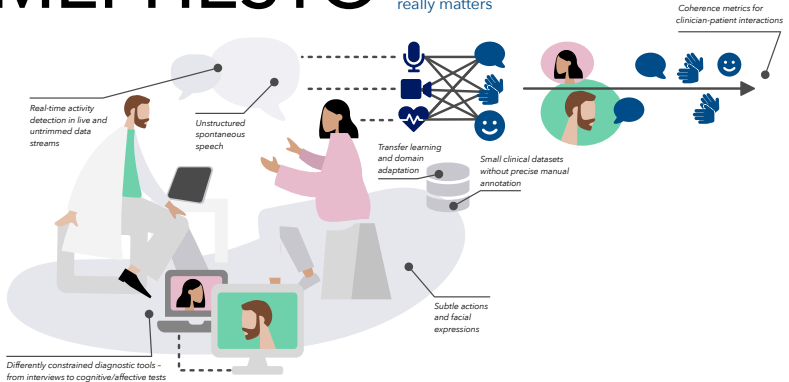 MEPHESTO
really matters
Coherence metrics for
clinician-patient interactions
Real-time activity
detection in live and
untrimmed data
streams
Unstructured
spontaneous
speech
Transfer learning
and domain
adaptation
Small clinical datasets
without precise manual
annotation
Subtle actions
and facial
expressions
Differently constrained diagnostic tools -
from interviews to cognitive/affective tests